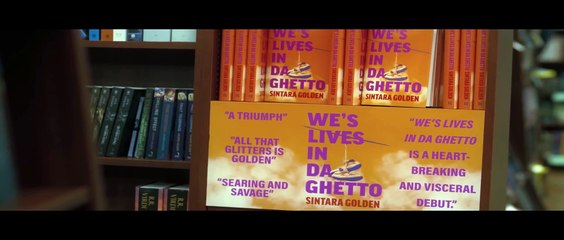 WE'S
LIVES
IN
DA
GHETTO
SINTARA GOLDEN
WE'S
LIVES
IN
DA
GHETTO
SINTARA GOLDEN
"A TRIUMPH"
"ALL THAT
GLITTERS IS
GOLDEN"
"SEARING AND
SAVAGE"
WE'S
LIVES
IN
DA
GHETTO
SINTARA GOLDEN
"WE'S LIVES
IN DA GHETTO
IS A HEART-
BREAKING
AND VISCERAL
DEBUT."